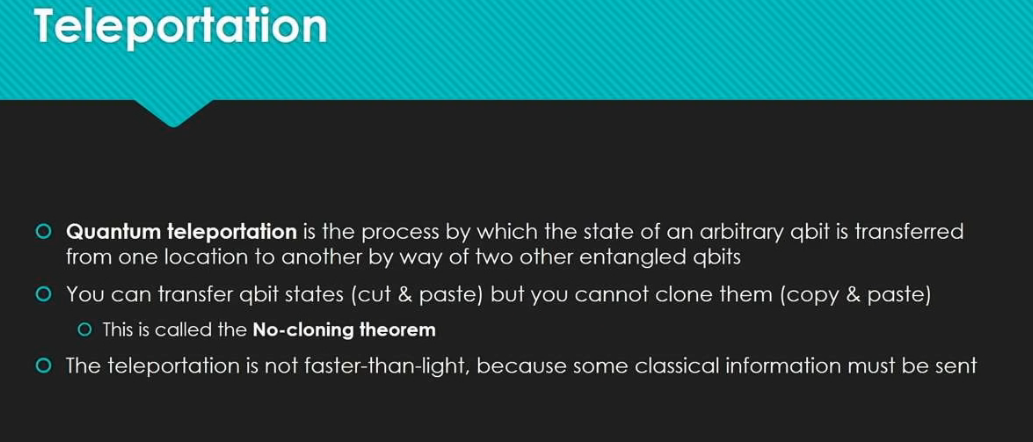 Teleportation
Quantum teleportation is the process by which the state of an arbitrary qbit is transferred
from one location to another by way of two other entangled qbits
You can transfer qbit states (cut & paste) but you cannot clone them (copy & paste)
This is called the No-cloning theorem
The teleportation is not faster-than-light, because some classical information must be sent